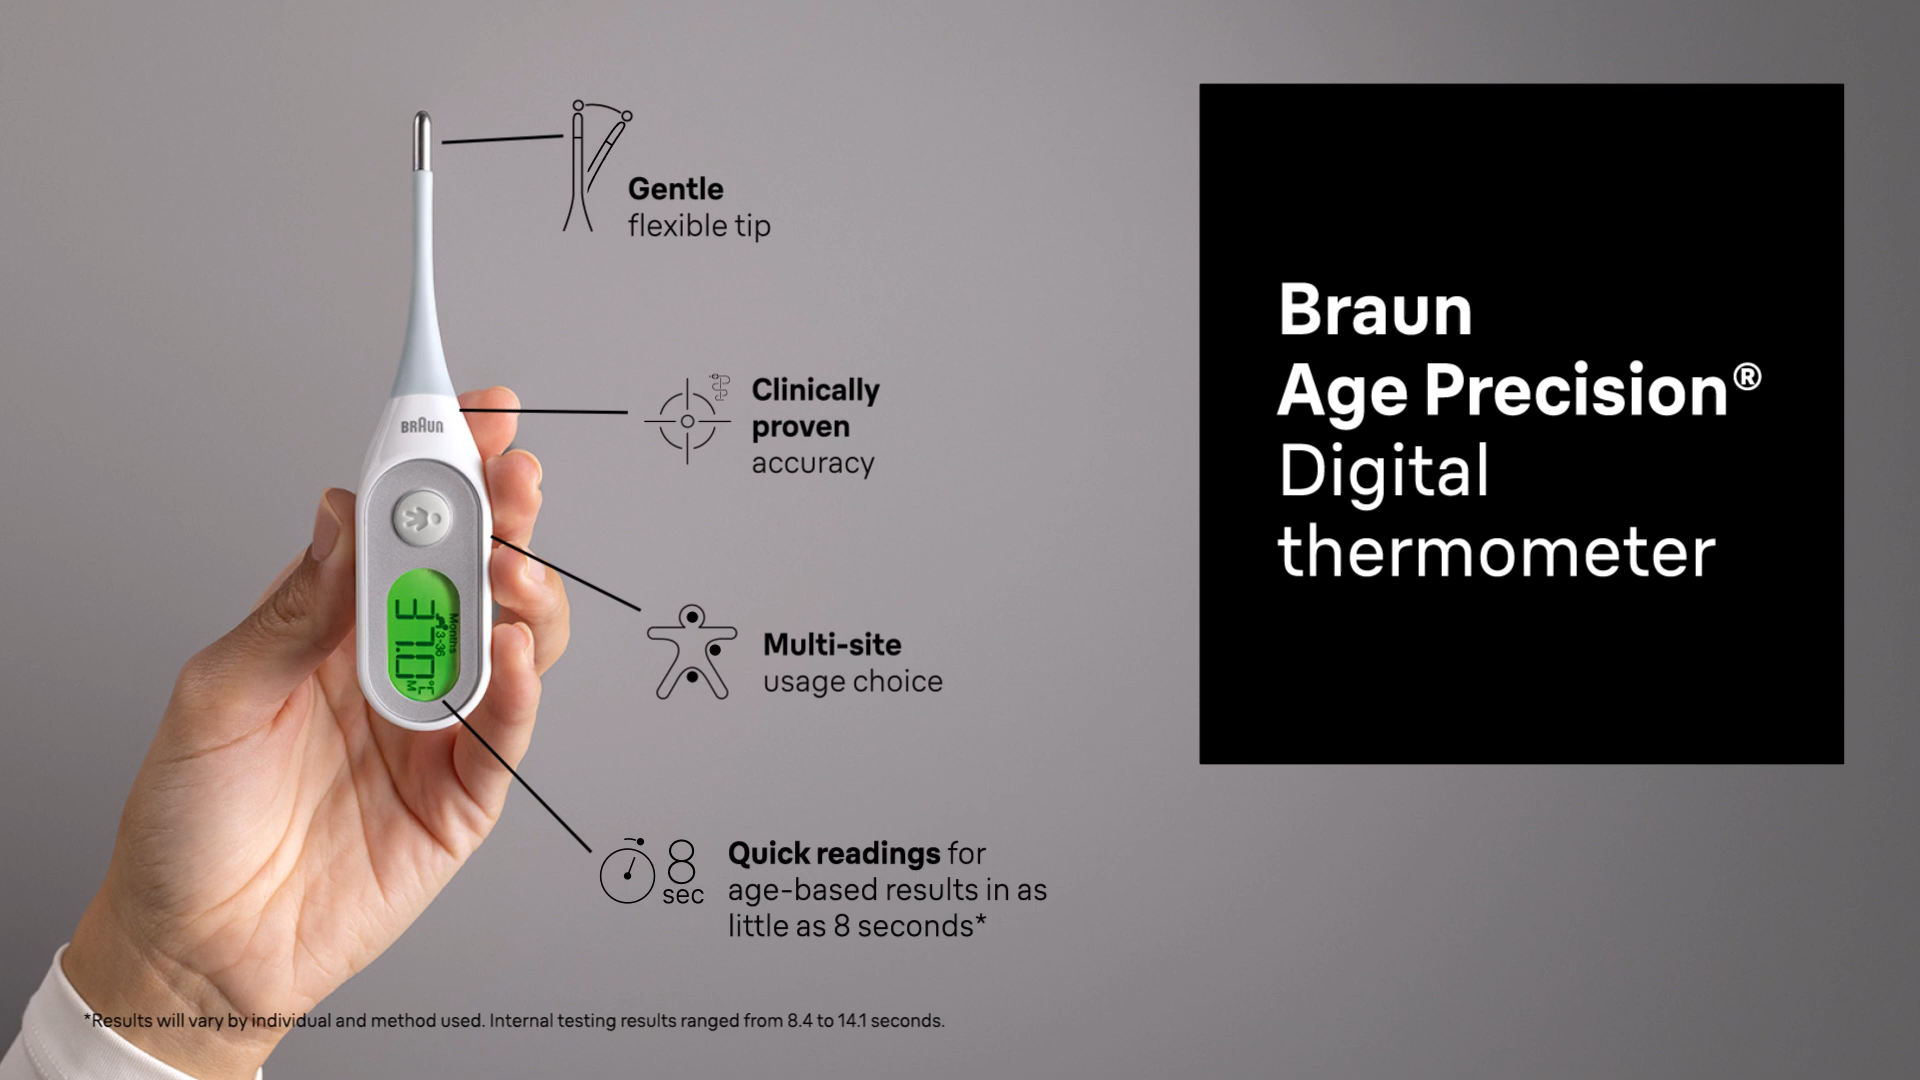 Gentle
flexible tip
BRAUN
Clinically
proven
accuracy
Months
3-36
37.0 °C
M
Multi-site
usage choice
8
sec
Quick readings for
age-based results in as
little as 8 seconds*
*Results will vary by individual and method used. Internal testing results ranged from 8.4 to 14.1 seconds.
Braun
Age Precision®
Digital
thermometer